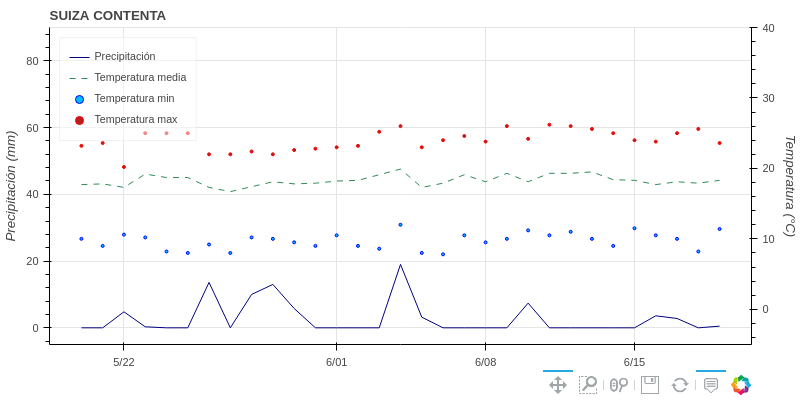 SUIZA CONTENTA
Precipitación
Temperatura media
Temperatura min
Temperatura max
Precipitación (mm)
80
60
40
20
0
40
30
20
10
0
Temperatura (°C)
5/22
6/01
6/08
6/15